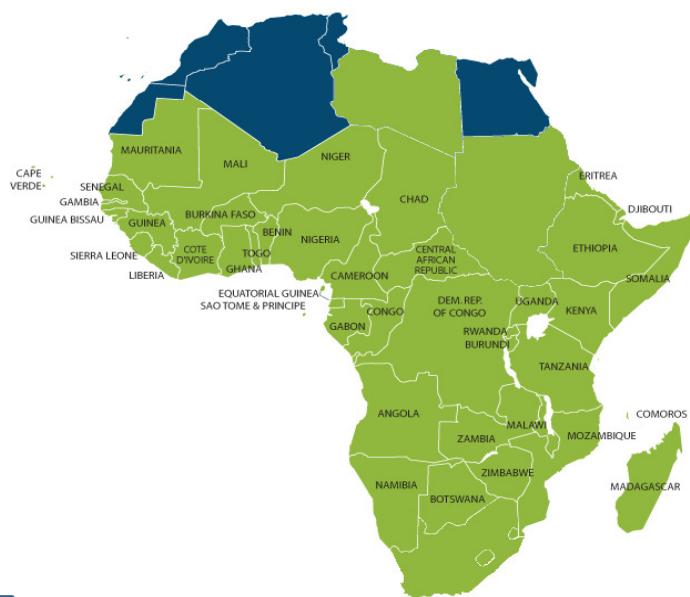 MAURITANIA
MALI
NIGER
CAPE
VERDE
CHAD
ERITREA
SENEGAL
GAMBIA
DJIBOUTI
GUINEA BISSAU
GUINEA
BURKINA FASO
BENIN
NIGERIA
ETHIOPIA
SIERRA LEONE
COTE
D'IVOIRE
TOGO
CENTRAL
AFRICAN
REPUBLIC
LIBERIA
GHANA
CAMEROON
SOMALIA
EQUATORIAL GUINEA
SAO TOME & PRINCIPE
GABON
CONGO
DEM. REP.
OF CONGO
UGANDA
KENYA
RWANDA
BURUNDI
TANZANIA
COMOROS
ANGOLA
MALAWI
ZAMBIA
MOZAMBIQUE
ZIMBABWE
NAMIBIA
BOTSWANA
MADAGASCAR